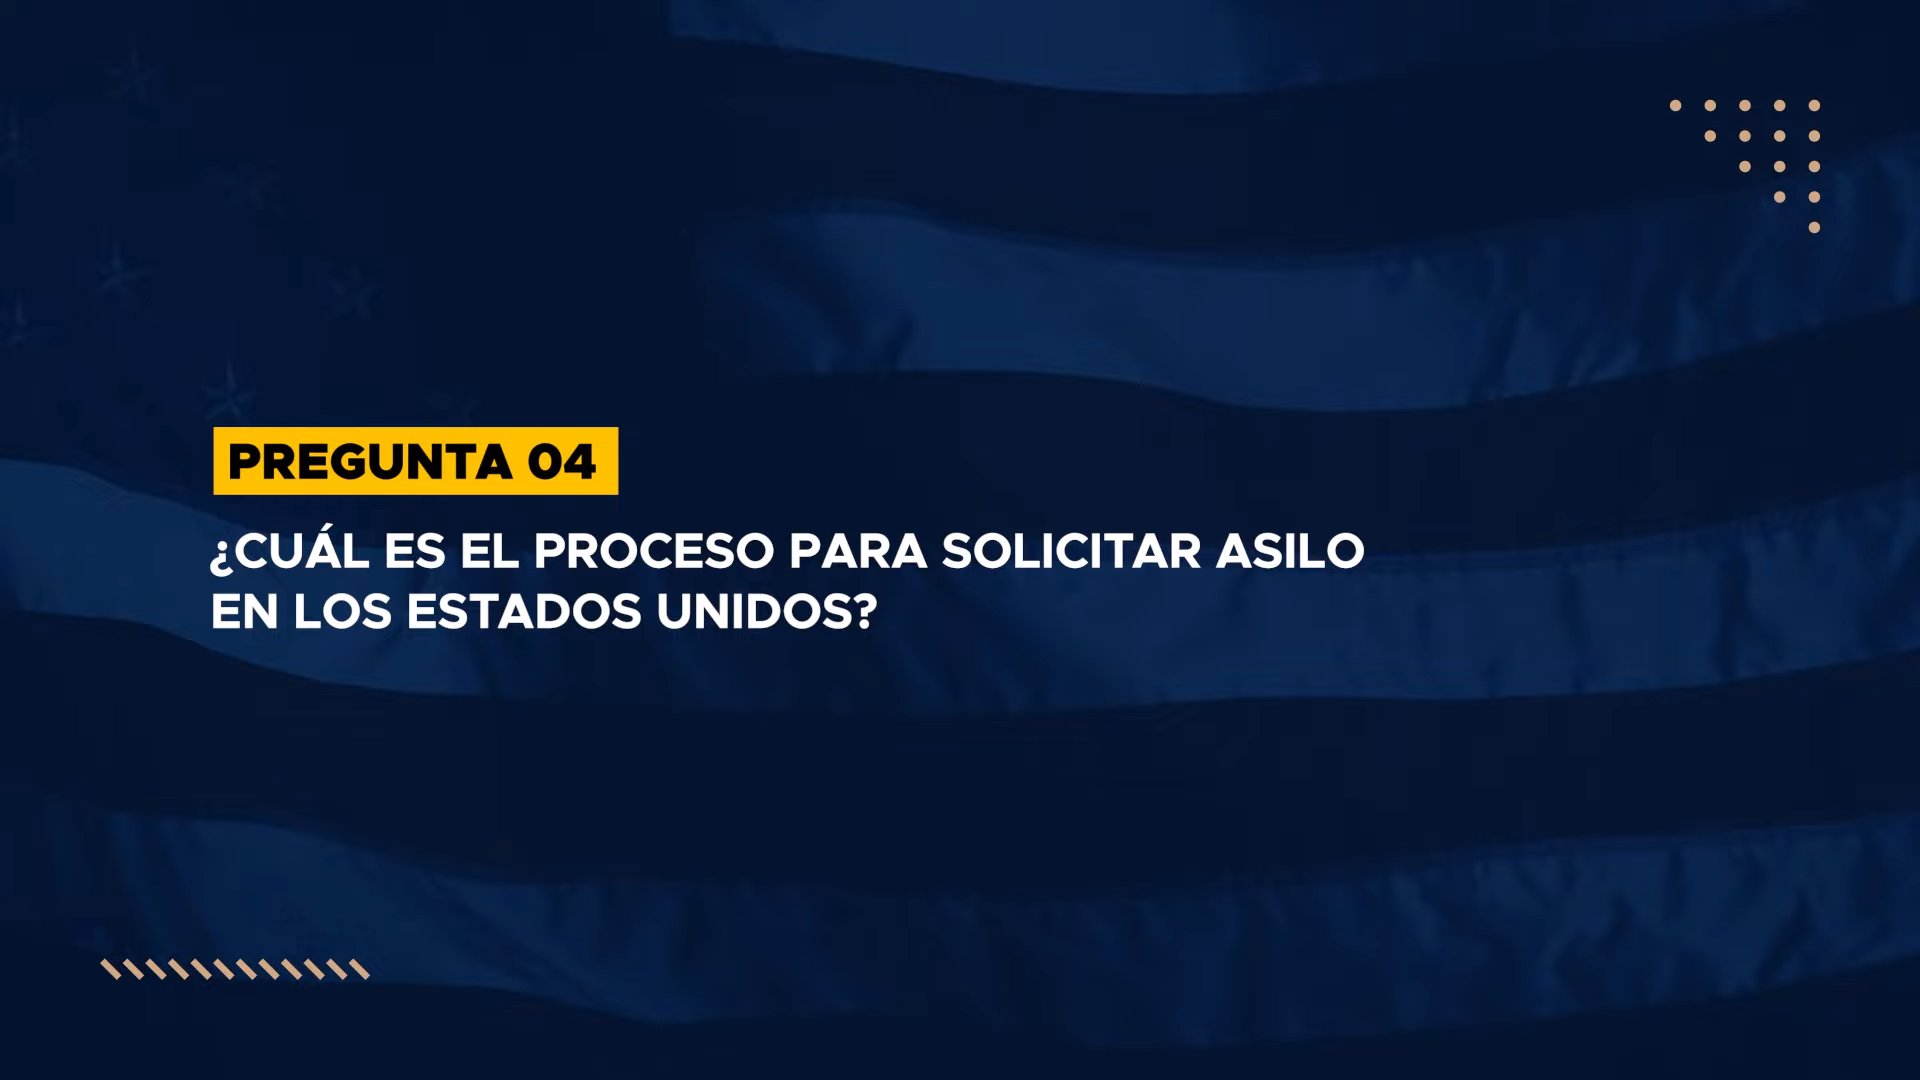 PREGUNTA 04
¿CUÁL ES EL PROCESO PARA SOLICITAR ASILO
EN LOS ESTADOS UNIDOS?